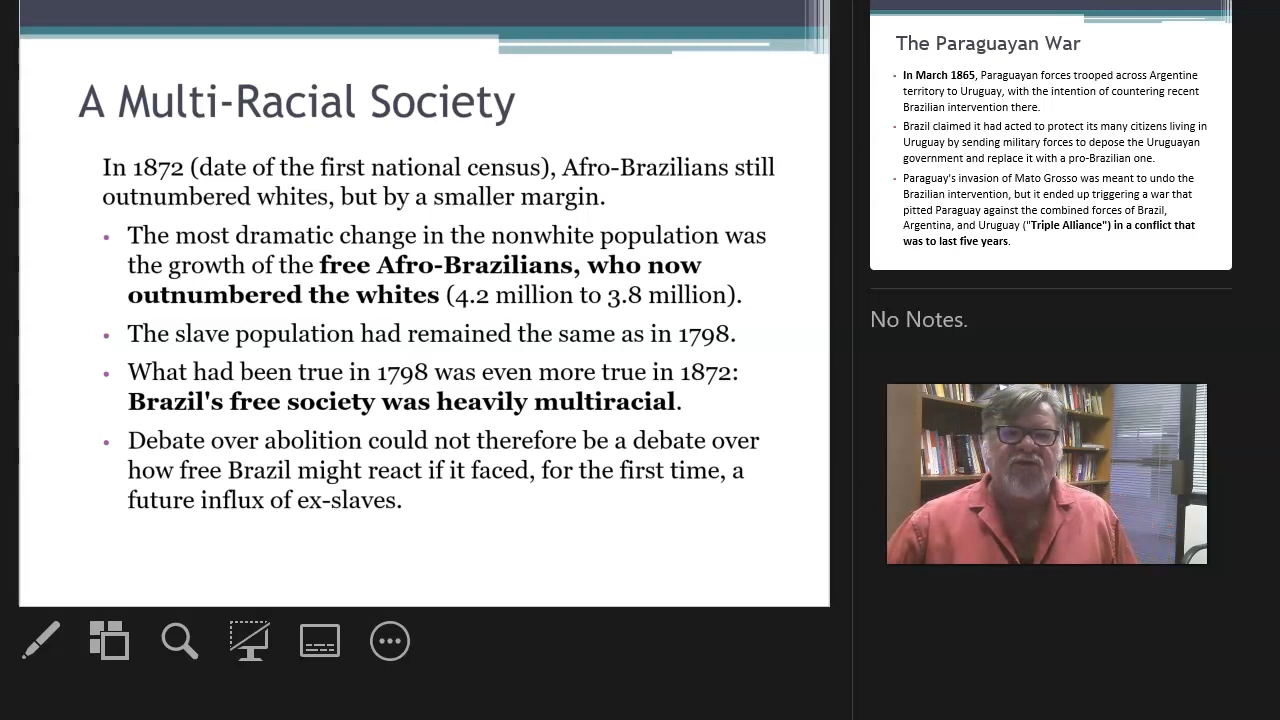 A Multi-Racial Society
In 1872 (date of the first national census), Afro-Brazilians still
outnumbered whites, but by a smaller margin.
• The most dramatic change in the nonwhite population was
the growth of the free Afro-Brazilians, who now
outnumbered the whites (4.2 million to 3.8 million).
• The slave population had remained the same as in 1798.
• What had been true in 1798 was even more true in 1872:
Brazil's free society was heavily multiracial.
• Debate over abolition could not therefore be a debate over
how free Brazil might react if it faced, for the first time, a
future influx of ex-slaves.
The Paraguayan War
• In March 1865, Paraguayan forces trooped across Argentine
territory to Uruguay, with the intention of countering recent
Brazilian intervention there.
• Brazil claimed it had acted to protect its many citizens living in
Uruguay by sending military forces to depose the Uruguayan
government and replace it with a pro-Brazilian one.
• Paraguay's invasion of Mato Grosso was meant to undo the
Brazilian intervention, but it ended up triggering a war that
pitted Paraguay against the combined forces of Brazil,
Argentina, and Uruguay ("Triple Alliance") in a conflict that
was to last five years.
No Notes.